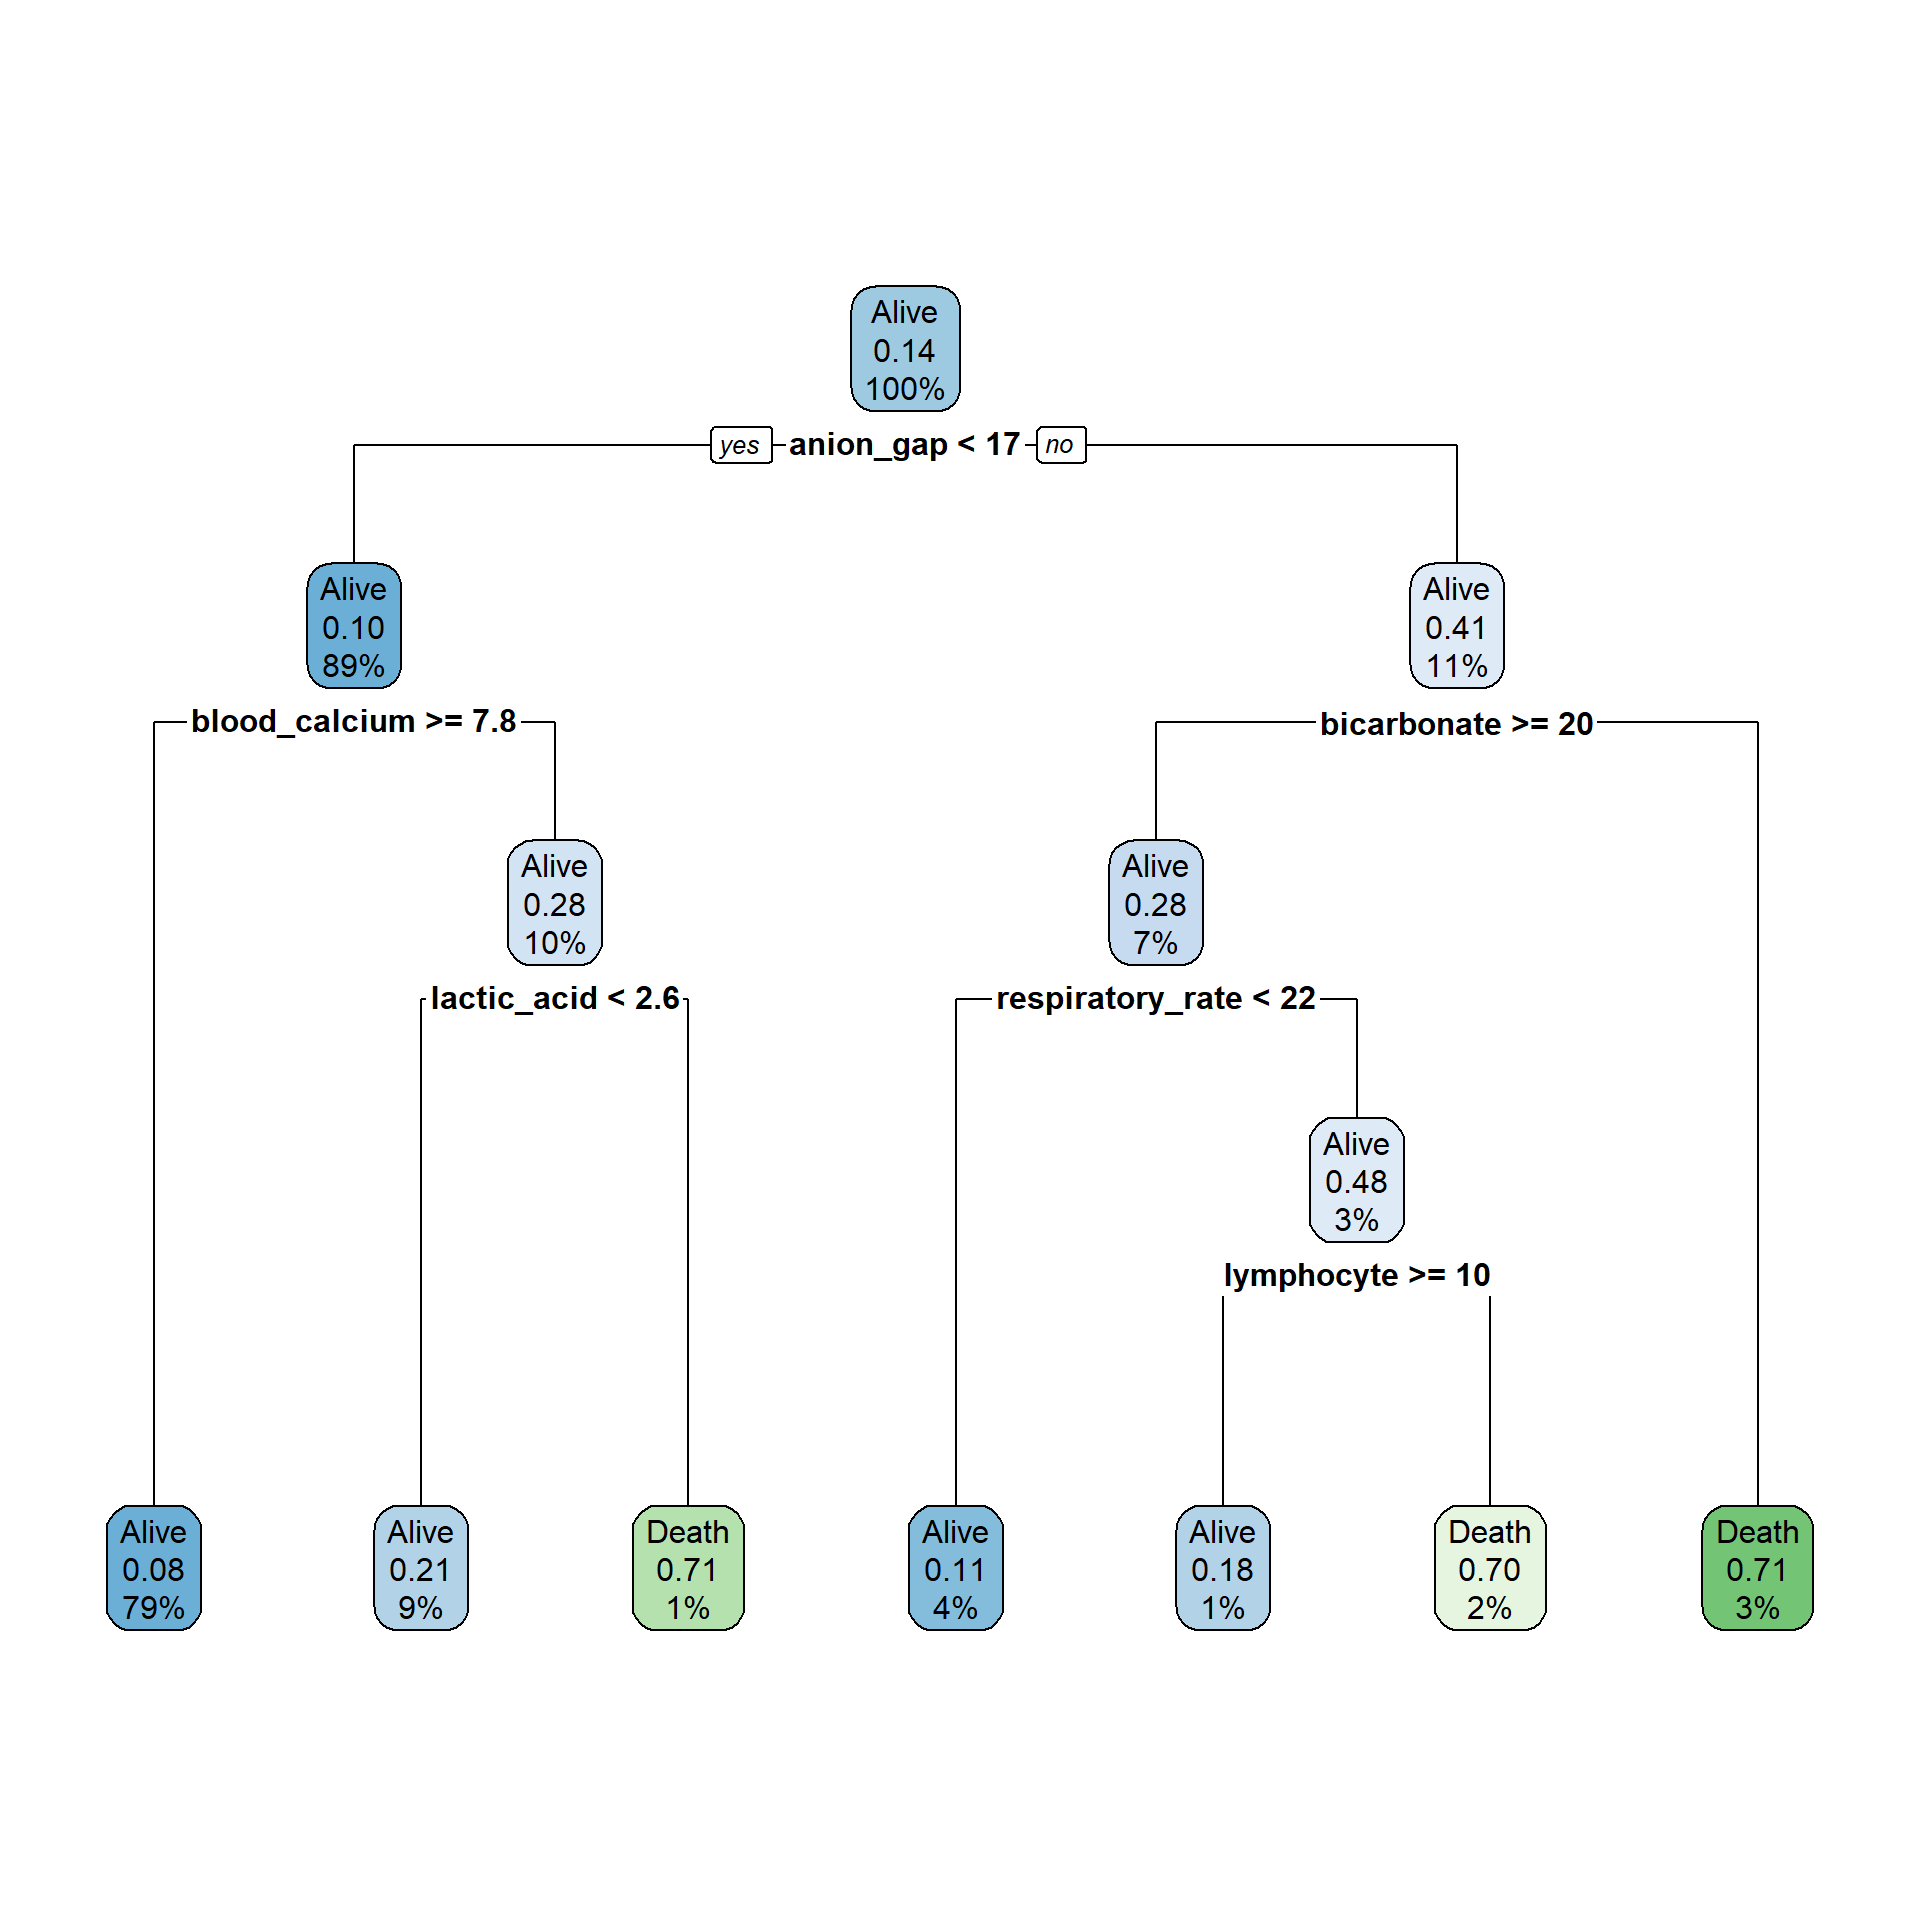 Alive
0.14
100%
yes anion_gap < 17 no
Alive
0.10
89%
Alive
0.41
11%
blood_calcium >= 7.8
bicarbonate >= 20
Alive
0.28
10%
Alive
0.28
7%
lactic_acid < 2.6
respiratory_rate < 22
Alive
0.48
3%
lymphocyte >= 10
Alive
0.08
79%
Alive
0.21
9%
Death
0.71
1%
Alive
0.11
4%
Alive
0.18
1%
Death
0.70
2%
Death
0.71
3%